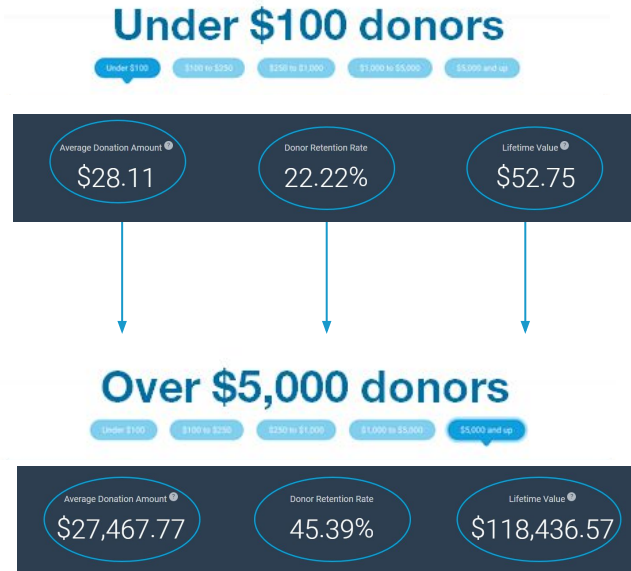 Under $100 donors
Under $100 $100 to $250 $250 to $1,000 $1,000 to $5,000 $5,000 and up
Average Donation Amount ? Donor Retention Rate Lifetime Value ?
$28.11 22.22% $52.75
Over $5,000 donors
Under $100 $100 to $250 $250 to $1,000 $1,000 to $5,000 $5,000 and up
Average Donation Amount ? Donor Retention Rate Lifetime Value ?
$27,467.77 45.39% $118,436.57